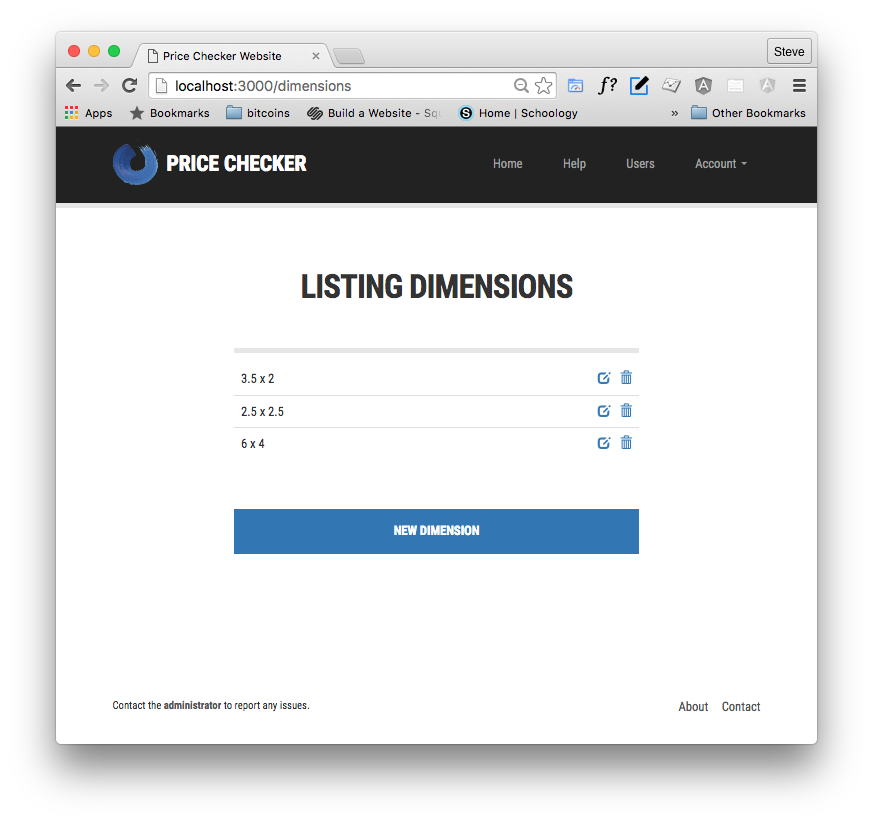 Price Checker Website
Steve
localhost:3000/dimensions
f?
Apps Bookmarks bitcoins Build a Website - Squ S Home | Schoology » Other Bookmarks
PRICE CHECKER Home Help Users Account
LISTING DIMENSIONS
3.5 x 2
2.5 x 2.5
6 x 4
NEW DIMENSION
Contact the administrator to report any issues. About Contact